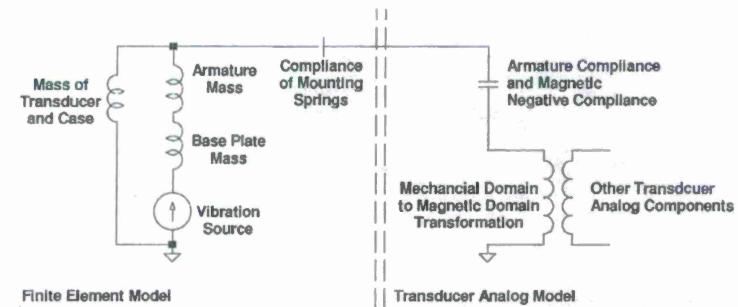 Mass of
Transducer
and Case
Armature
Mass
Base Plate
Mass
Vibration
Source
Compliance
of Mounting
Springs
Armature Compliance
and Magnetic
Negative Compliance
Mechancial Domain
to Magnetic Domain
Transformation
Other Transdcuer
Analog Components
Finite Element Model
Transducer Analog Model